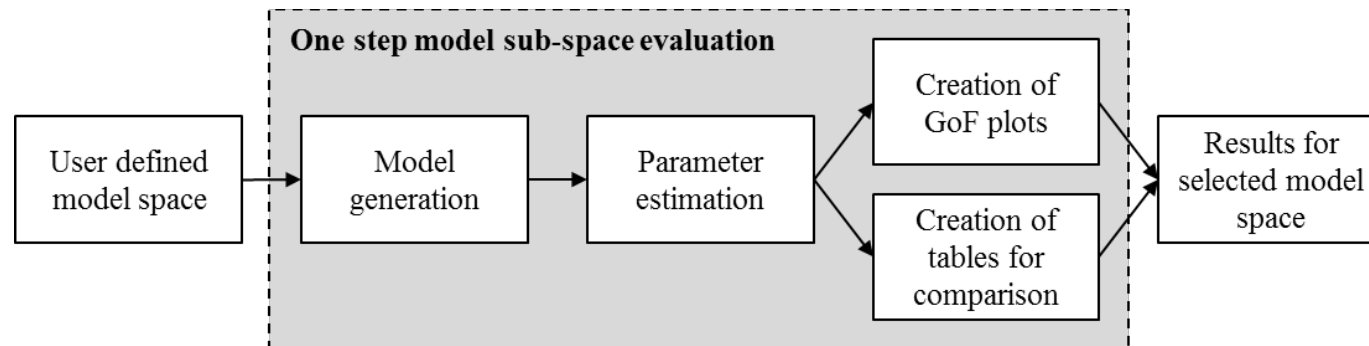 One step model sub-space evaluation
User defined
model space
Model
generation
Parameter
estimation
Creation of
GoF plots
Creation of
tables for
comparison
Results for
selected model
space